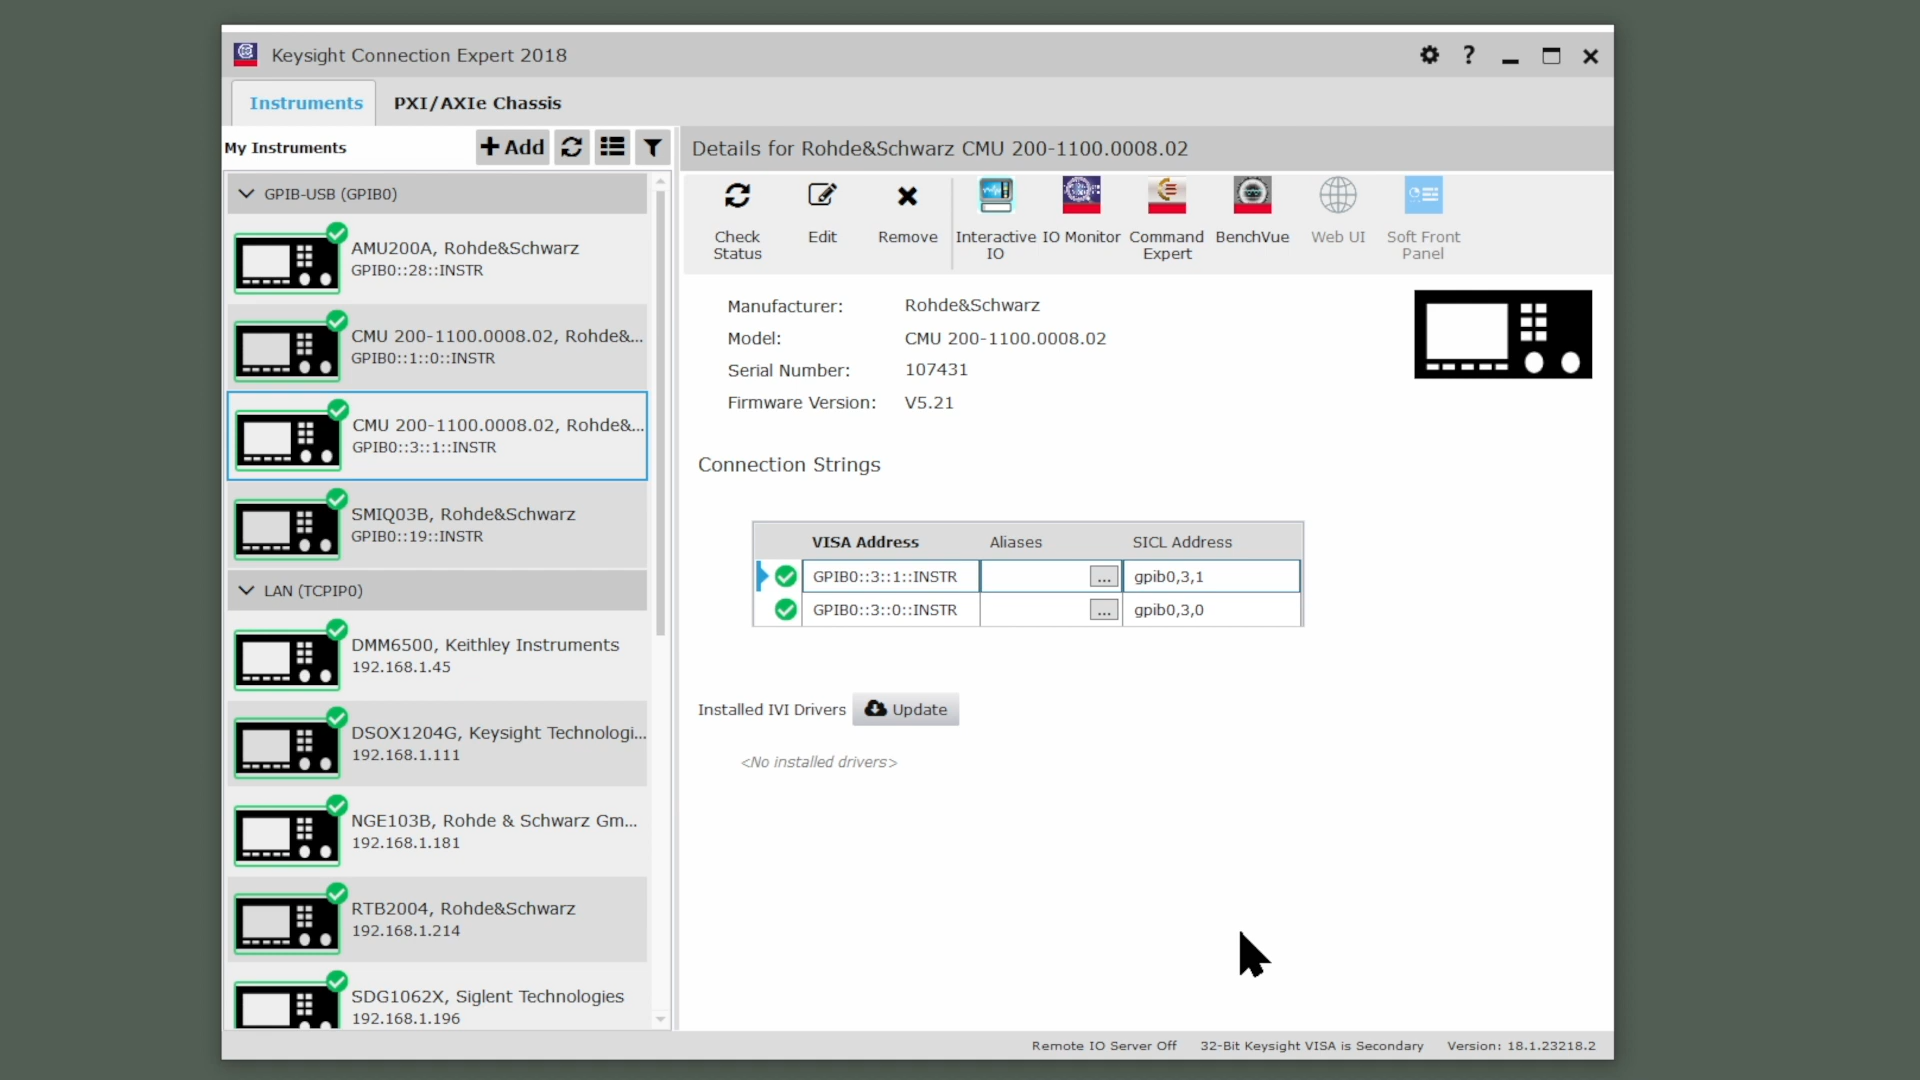 Keysight Connection Expert 2018
?
Instruments
PXI/AXIe Chassis
My Instruments
Add
Details for Rohde&Schwarz CMU 200-1100.0008.02
GPIB-USB (GPIB0)
AMU200A, Rohde&Schwarz
GPIB0::28::INSTR
CMU 200-1100.0008.02, Rohde&...
GPIB0::1::0::INSTR
CMU 200-1100.0008.02, Rohde&...
GPIB0::3::1::INSTR
SMIQ03B, Rohde&Schwarz
GPIB0::19::INSTR
LAN (TCPIP0)
DMM6500, Keithley Instruments
192.168.1.45
DSOX1204G, Keysight Technologi...
192.168.1.111
NGE103B, Rohde & Schwarz Gm...
192.168.1.181
RTB2004, Rohde&Schwarz
192.168.1.214
SDG1062X, Siglent Technologies
192.168.1.196
Check
Status
Edit
Remove
Interactive
IO
IO Monitor
Command
Expert
BenchVue
Web UI
Soft Front
Panel
Manufacturer: Rohde&Schwarz
Model: CMU 200-1100.0008.02
Serial Number: 107431
Firmware Version: V5.21
Connection Strings
VISA Address Aliases SICL Address
GPIB0::3::1::INSTR ... gpib0,3,1
GPIB0::3::0::INSTR ... gpib0,3,0
Installed IVI Drivers Update
<No installed drivers>
Remote IO Server Off 32-Bit Keysight VISA is Secondary Version: 18.1.23218.2